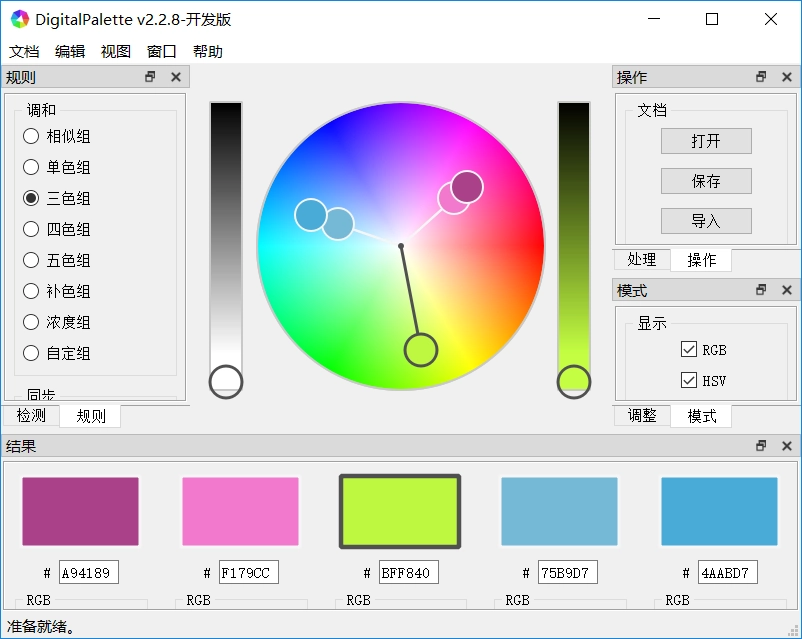 DigitalPalette v2.2.8-开发版
文档 编辑 视图 窗口 帮助
规则
调和
相似组
单色组
三色组
四色组
五色组
补色组
浓度组
自定组
同步
检测 规则
操作
文档
打开
保存
导入
处理 操作
模式
显示
RGB
HSV
调整 模式
结果
# A94189 # F179CC # BFF840 # 75B9D7 # 4AABD7
RGB RGB RGB RGB RGB
准备就绪。